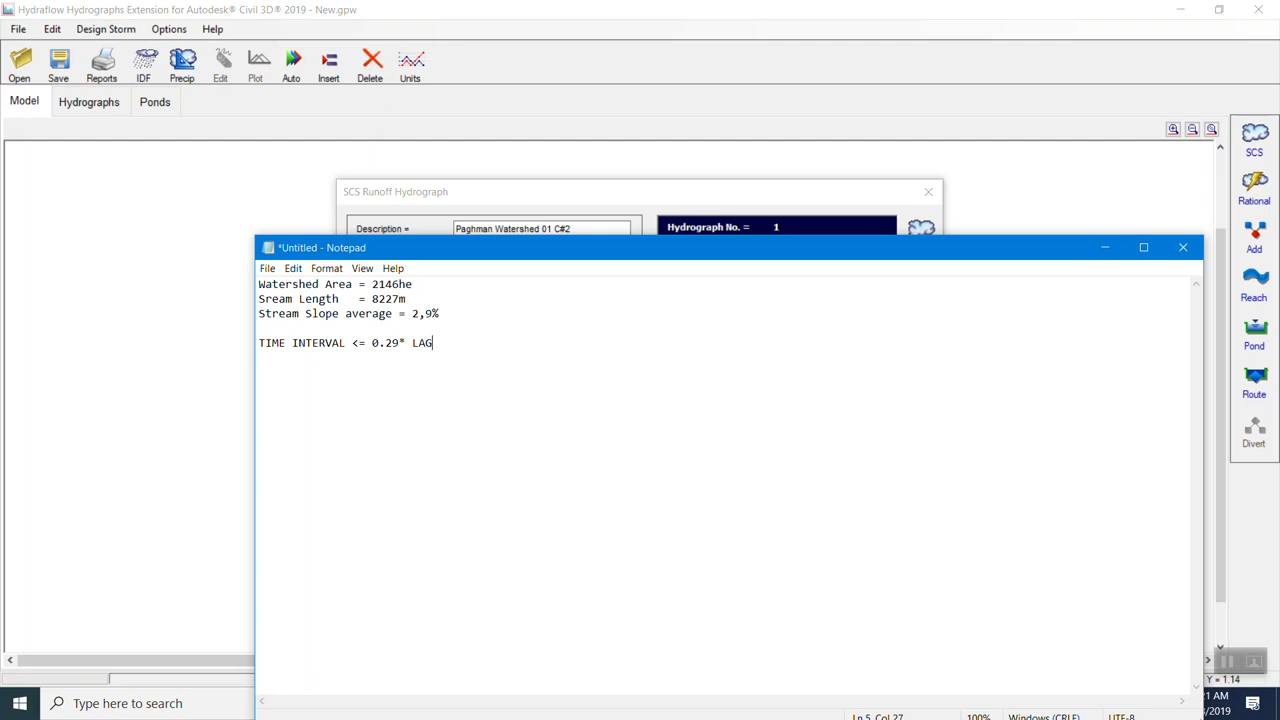 Hydraflow Hydrographs Extension for Autodesk® Civil 3D® 2019 - New.gpw
File Edit Design Storm Options Help
Open Save Reports IDF Precip Edit Plot Auto Insert Delete Units
Model Hydrographs Ponds
SCS
Rational
Add
Reach
Pond
Route
Divert
SCS Runoff Hydrograph
Description = Paghman Watershed 01 C#2 Hydrograph No. = 1
*Untitled - Notepad
File Edit Format View Help
Watershed Area = 2146he
Sream Length = 8227m
Stream Slope average = 2,9%
TIME INTERVAL <= 0.29* LAG
Ln 5, Col 27 100% Windows (CRLF) UTF-8
Y = 1.14
Type here to search